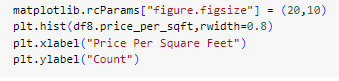 matplotlib.rcParams["figure.figsize"] = (20,10)
plt.hist(df8.price_per_sqft,rwidth=0.8)
plt.xlabel("Price Per Square Feet")
plt.ylabel("Count")